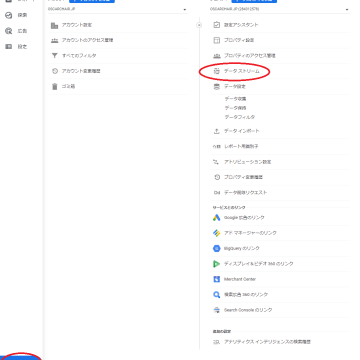 探索
広告
設定
アカウント設定
アカウントのアクセス管理
すべてのフィルタ
アカウント変更履歴
ゴミ箱
設定アシスタント
プロパティ設定
プロパティのアクセス管理
データ ストリーム
データ設定
データ収集
データ保持
データフィルタ
データ インポート
レポート用識別子
アトリビューション設定
プロパティ変更履歴
Dd データ削除リクエスト
サービスとのリンク
Google 広告のリンク
アド マネージャーのリンク
BigQuery のリンク
ディスプレイ&ビデオ 360 のリンク
Merchant Center
検索広告 360 のリンク
Search Console のリンク
追加の設定
アナリティクス インテリジェンスの検索履歴